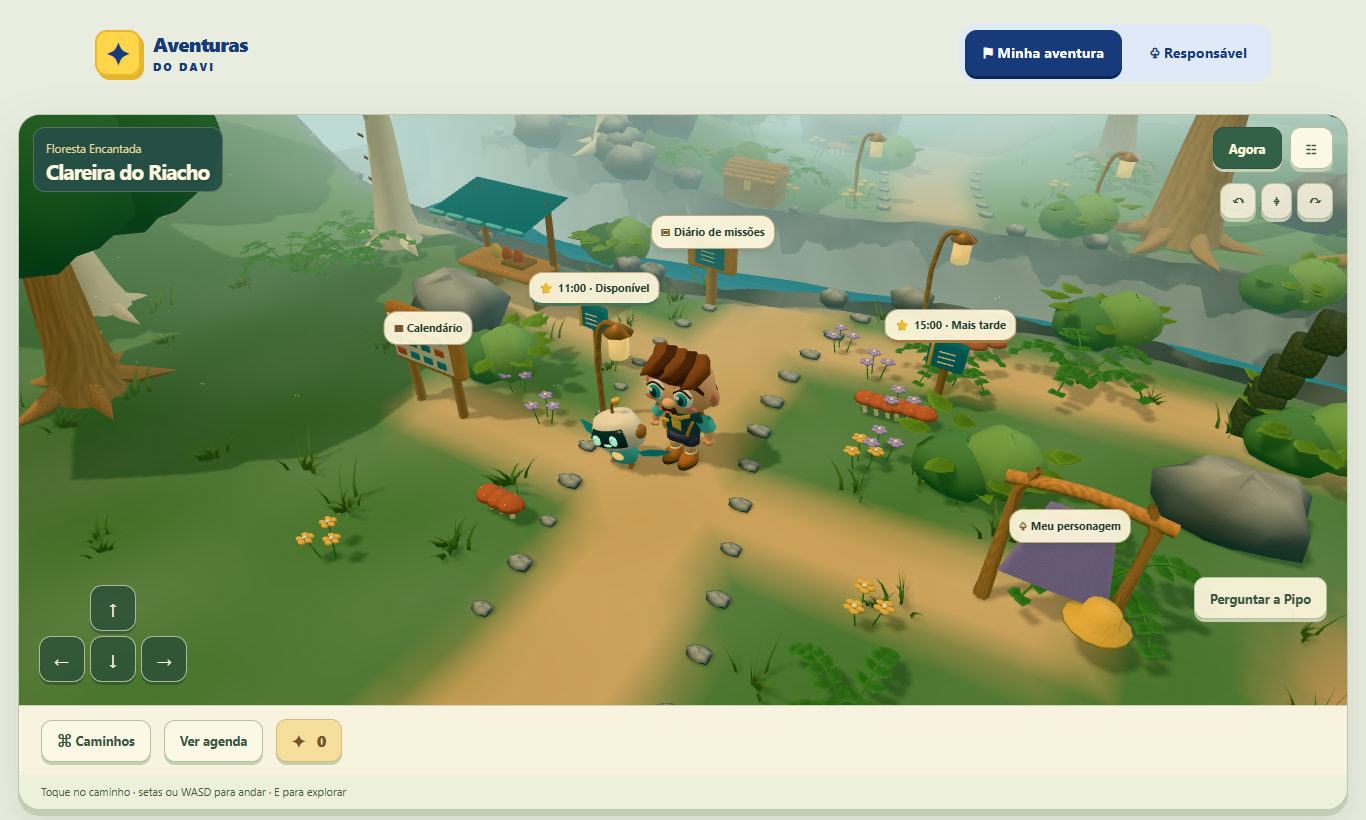 Aventuras
DO DAVI
Minha aventura
Responsável
Floresta Encantada
Clareira do Riacho
Agora
Diário de missões
11:00 · Disponível
Calendário
15:00 · Mais tarde
Meu personagem
Perguntar a Pipo
↑
← ↓ →
⌘ Caminhos
Ver agenda
✦ 0
Toque no caminho · setas ou WASD para andar · E para explorar